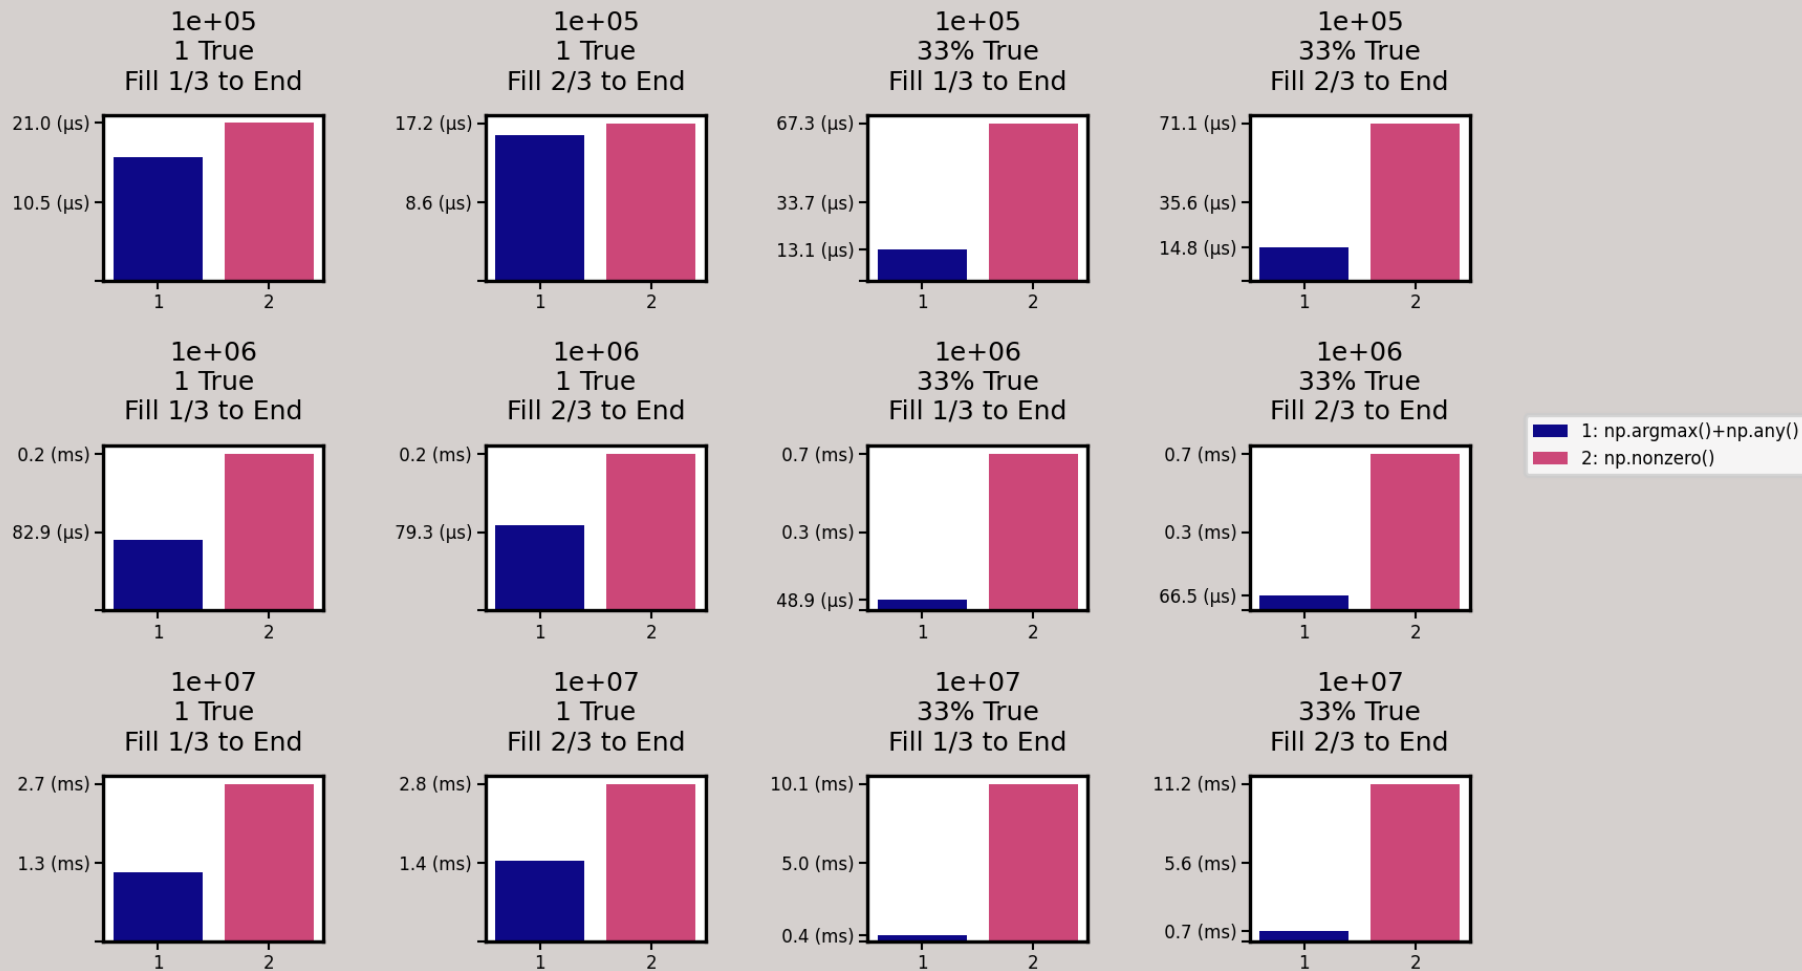 1e+05
1 True
Fill 1/3 to End
21.0 (µs)
10.5 (µs)
1
2
1e+05
1 True
Fill 2/3 to End
17.2 (µs)
8.6 (µs)
1
2
1e+05
33% True
Fill 1/3 to End
67.3 (µs)
33.7 (µs)
13.1 (µs)
1
2
1e+05
33% True
Fill 2/3 to End
71.1 (µs)
35.6 (µs)
14.8 (µs)
1
2
1e+06
1 True
Fill 1/3 to End
0.2 (ms)
82.9 (µs)
1
2
1e+06
1 True
Fill 2/3 to End
0.2 (ms)
79.3 (µs)
1
2
1e+06
33% True
Fill 1/3 to End
0.7 (ms)
0.3 (ms)
48.9 (µs)
1
2
1e+06
33% True
Fill 2/3 to End
0.7 (ms)
0.3 (ms)
66.5 (µs)
1
2
1: np.argmax()+np.any()
2: np.nonzero()
1e+07
1 True
Fill 1/3 to End
2.7 (ms)
1.3 (ms)
1
2
1e+07
1 True
Fill 2/3 to End
2.8 (ms)
1.4 (ms)
1
2
1e+07
33% True
Fill 1/3 to End
10.1 (ms)
5.0 (ms)
0.4 (ms)
1
2
1e+07
33% True
Fill 2/3 to End
11.2 (ms)
5.6 (ms)
0.7 (ms)
1
2